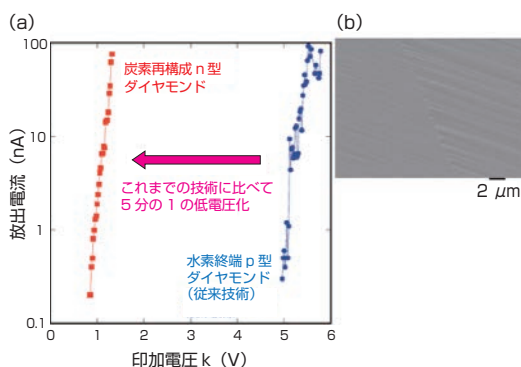 (a)
(b)
100
10
1
0.1
放出電流（nA）
炭素再構成 n 型
ダイヤモンド
これまでの技術に比べて
5 分の 1 の低電圧化
水素終端 p 型
ダイヤモンド
（従来技術）
0 1 2 3 4 5 6
印加電圧 k（V）
2 μm